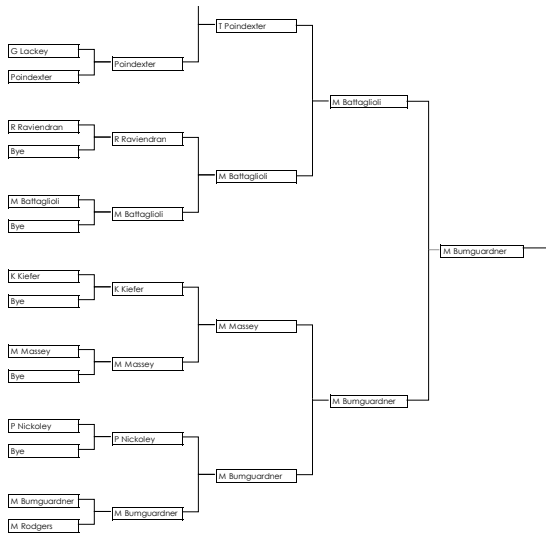 T Poindexter
G Lackey
Poindexter
Poindexter
M Battaglioli
R Raviendran
R Raviendran
Bye
M Battaglioli
M Battaglioli
M Battaglioli
Bye
M Bumguardner
K Kiefer
K Kiefer
Bye
M Massey
M Massey
M Massey
Bye
M Bumguardner
P Nickoley
P Nickoley
Bye
M Bumguardner
M Bumguardner
M Bumguardner
M Rodgers